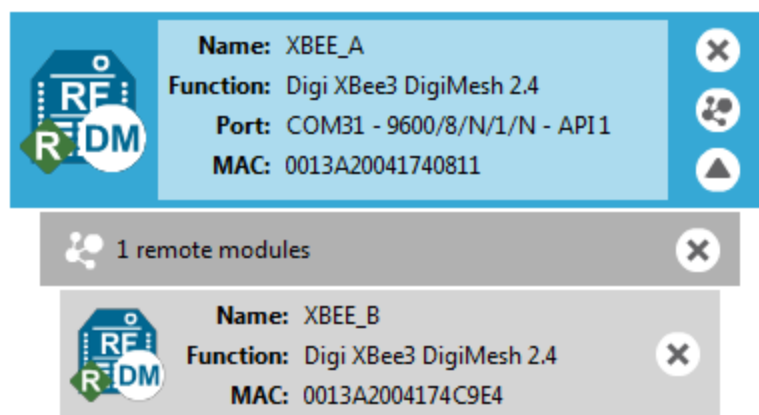 Name: XBEE_A
Function: Digi XBee3 DigiMesh 2.4
Port: COM31 - 9600/8/N/1/N - API 1
MAC: 0013A20041740811
RF
R DM
1 remote modules
Name: XBEE_B
Function: Digi XBee3 DigiMesh 2.4
MAC: 0013A2004174C9E4
RF
R DM